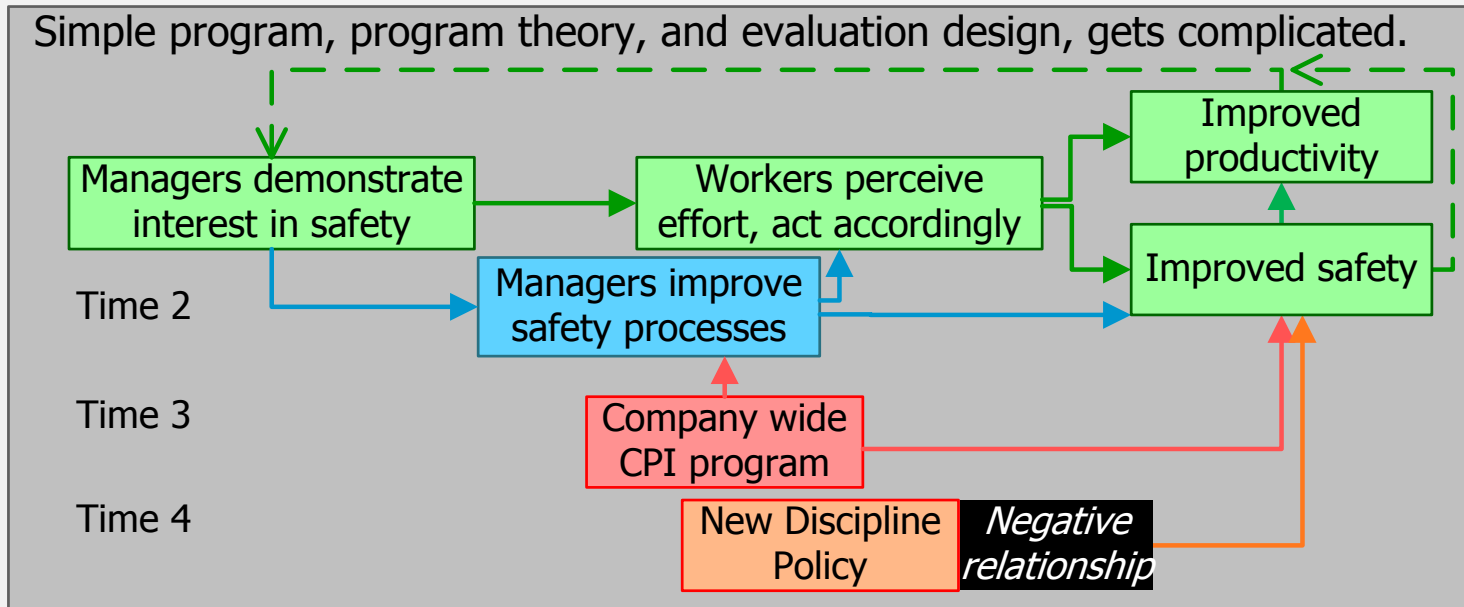 Simple program, program theory, and evaluation design, gets complicated.
Improved
productivity
Managers demonstrate
interest in safety
Workers perceive
effort, act accordingly
Improved safety
Time 2
Managers improve
safety processes
Time 3
Company wide
CPI program
Time 4
New Discipline
Policy
Negative
relationship